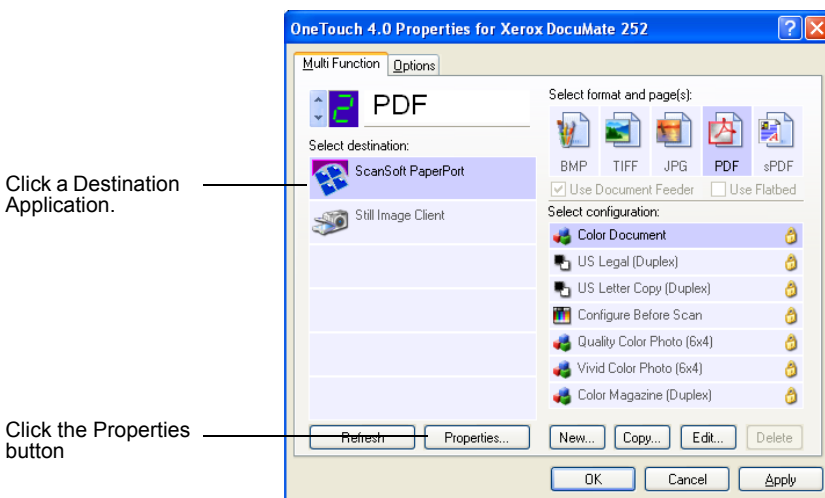 OneTouch 4.0 Properties for Xerox DocuMate 252
Multi Function
Options
2
PDF
Select format and page(s):
BMP
TIFF
JPG
PDF
sPDF
Use Document Feeder
Use Flatbed
Select destination:
ScanSoft PaperPort
Still Image Client
Click a Destination
Application.
Select configuration:
Color Document
US Legal (Duplex)
US Letter Copy (Duplex)
Configure Before Scan
Quality Color Photo (6x4)
Vivid Color Photo (6x4)
Color Magazine (Duplex)
Click the Properties
button
Refresh
Properties...
New...
Copy...
Edit...
Delete
OK
Cancel
Apply